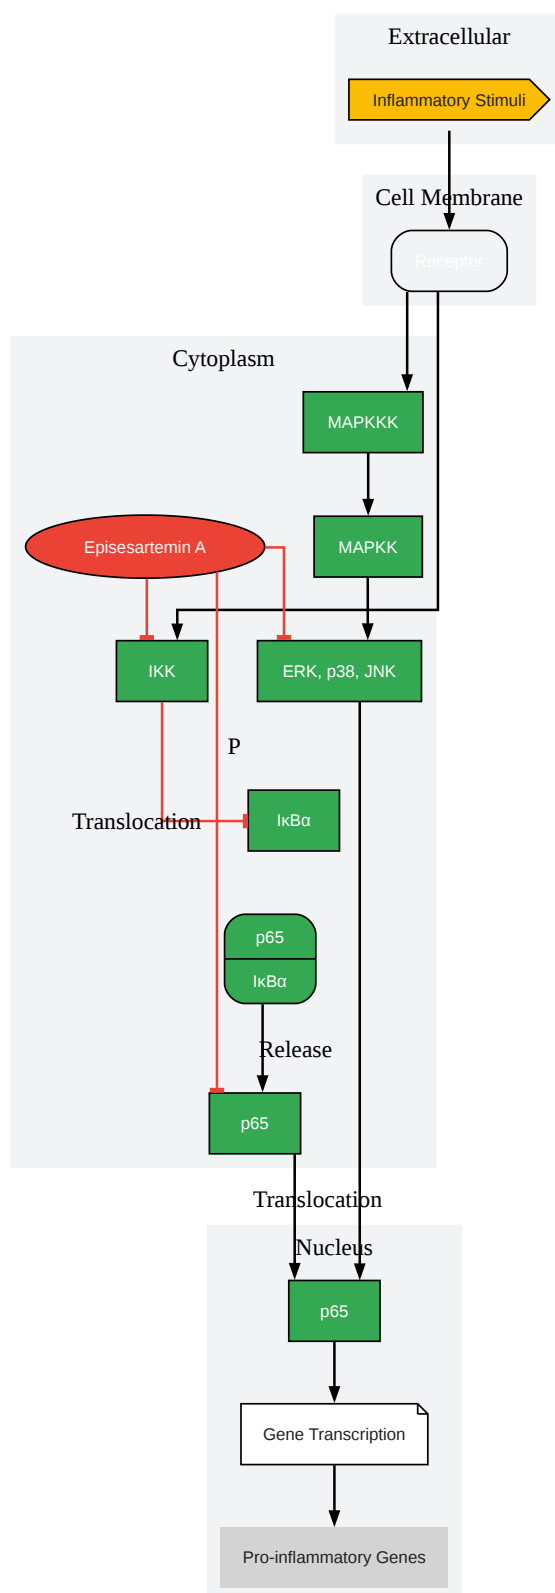 Extracellular
Inflammatory Stimuli
Cell Membrane
Receptor
Cytoplasm
MAPKKK
MAPKK
Episesartemin A
IKK
ERK, p38, JNK
P
Translocation
IκBα
p65
IκBα
Release
p65
Translocation
Nucleus
p65
Gene Transcription
Pro-inflammatory Genes